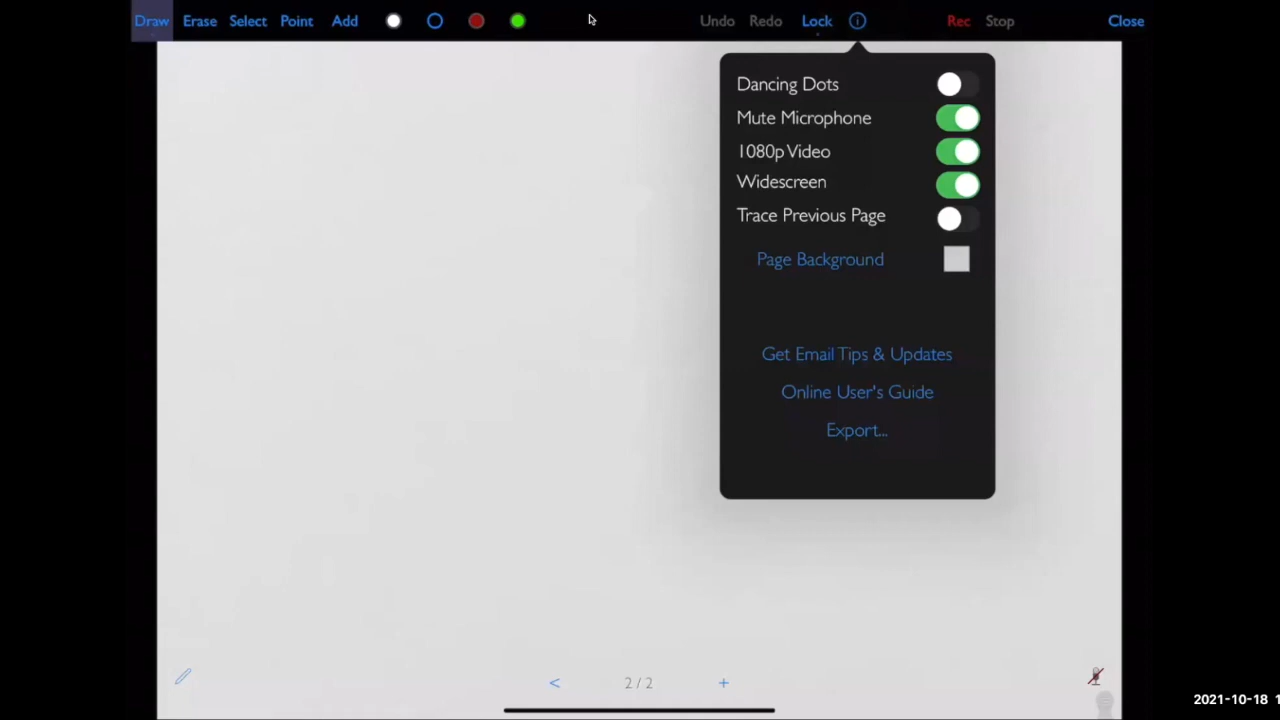 Draw Erase Select Point Add Undo Redo Lock Rec Stop Close
Dancing Dots
Mute Microphone
1080p Video
Widescreen
Trace Previous Page
Page Background
Get Email Tips & Updates
Online User's Guide
Export...
< 2 / 2 +
2021-10-18 1